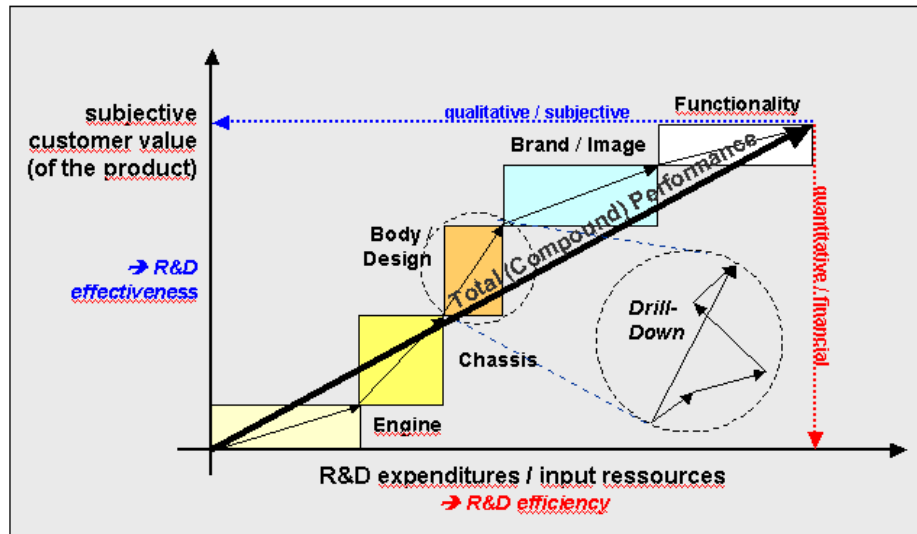 subjective
customer value
(of the product)
➔ R&D
effectiveness
qualitative / subjective
Functionality
Brand / Image
Body /
Design
Total (Compound) Performance
quantitative / financial
Drill-
Down
Chassis
Engine
R&D expenditures / input ressources
➔ R&D efficiency